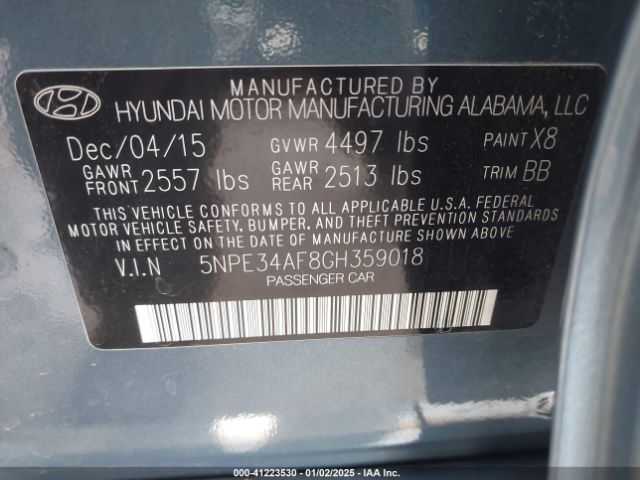 MANUFACTURED BY
HYUNDAI MOTOR MANUFACTURING ALABAMA, LLC
Dec/04/15 GVWR 4497 lbs PAINT X8
GAWR FRONT 2557 lbs GAWR REAR 2513 lbs TRIM BB
THIS VEHICLE CONFORMS TO ALL APPLICABLE U.S.A. FEDERAL
MOTOR VEHICLE SAFETY, BUMPER, AND THEFT PREVENTION STANDARDS
IN EFFECT ON THE DATE OF MANUFACTURE SHOWN ABOVE.
V.I.N 5NPE34AF8GH359018
PASSENGER CAR
000-41223530 - 01/02/2025 - IAA Inc.